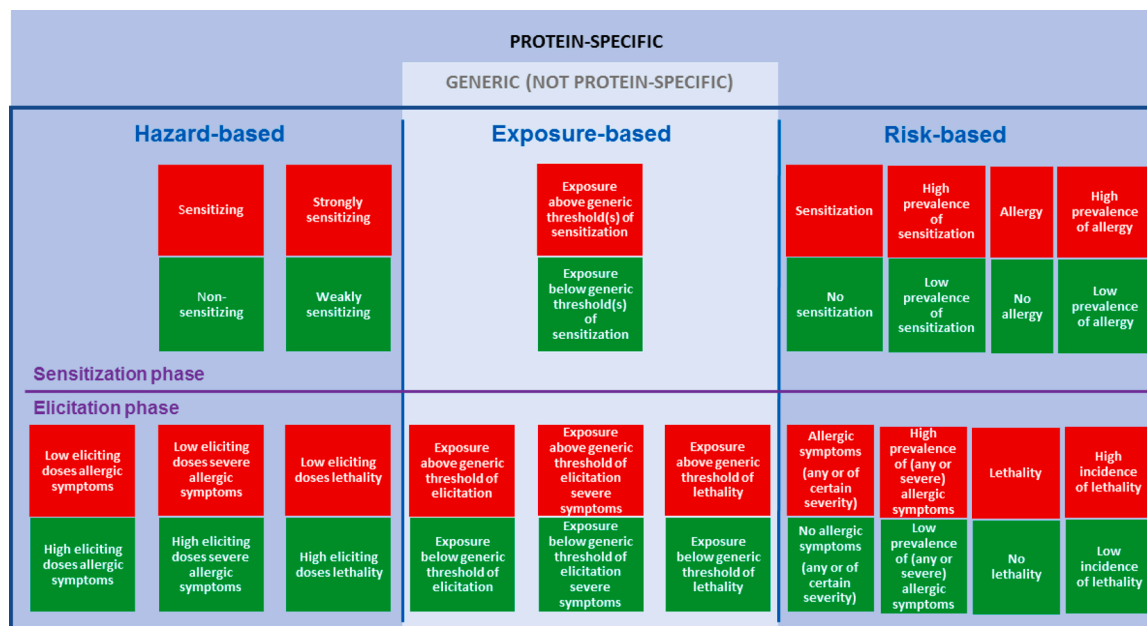 PROTEIN-SPECIFIC
GENERIC (NOT PROTEIN-SPECIFIC)
Hazard-based
Exposure-based
Risk-based
Sensitizing
Strongly
sensitizing
Exposure
above generic
threshold(s) of
sensitization
Sensitization
High
prevalence
of
sensitization
Allergy
High
prevalence
of allergy
Non-
sensitizing
Weakly
sensitizing
Exposure
below generic
threshold(s)
of
sensitization
No
sensitization
Low
prevalence
of
sensitization
No
allergy
Low
prevalence
of allergy
Sensitization phase
Elicitation phase
Low eliciting
doses allergic
symptoms
Low eliciting
doses severe
allergic
symptoms
Low eliciting
doses lethality
Exposure
above generic
threshold of
elicitation
Exposure
above generic
threshold of
elicitation
severe
symptoms
Exposure
above generic
threshold of
lethality
Allergic
symptoms
(any or of
certain
severity)
High
prevalence
of (any or
severe)
allergic
symptoms
Lethality
High
incidence
of lethality
High eliciting
doses allergic
symptoms
High eliciting
doses severe
allergic
symptoms
High eliciting
doses lethality
Exposure
below generic
threshold of
elicitation
Exposure
below generic
threshold of
elicitation
severe
symptoms
Exposure
below generic
threshold of
lethality
No allergic
symptoms
(any or of
certain
severity)
Low
prevalence
of (any or
severe)
allergic
symptoms
No
lethality
Low
incidence
of lethality